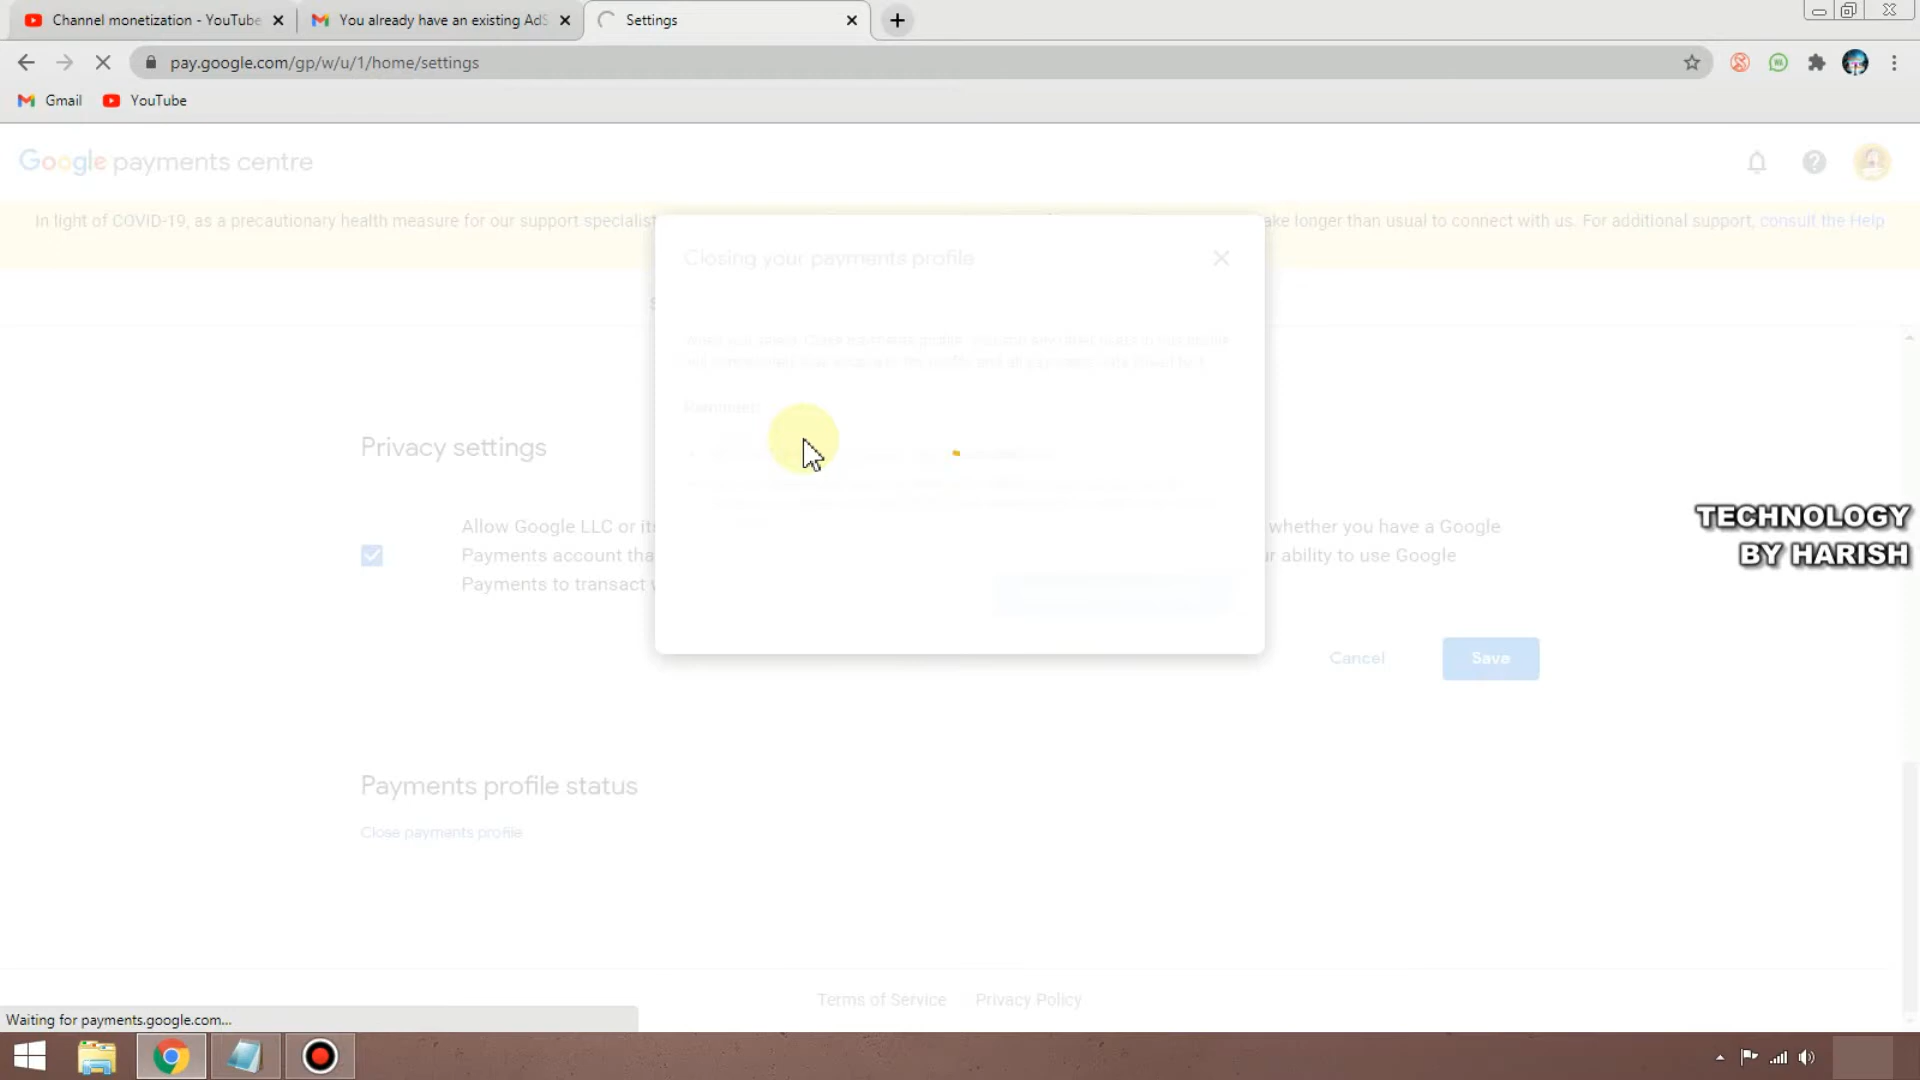 Channel monetization - YouTube
You already have an existing AdS
Settings
pay.google.com/gp/w/u/1/home/settings
Gmail
YouTube
Google payments centre
In light of COVID-19, as a precautionary health measure for our support specialist
ake longer than usual to connect with us. For additional support, consult the Help
Closing your payments profile
Reminder:
Privacy settings
Allow Google LLC or its
whether you have a Google
Payments account tha
r ability to use Google
Payments to transact
TECHNOLOGY
BY HARISH
Cancel
Save
Payments profile status
Close payments profile
Terms of Service
Privacy Policy
Waiting for payments.google.com...